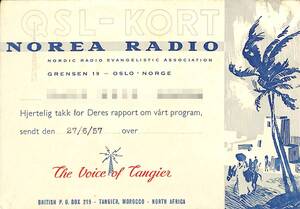 QSL-KORT
NOREA RADIO
NORDIC RADIO EVANGELISTIC ASSOCIATION
GRENSEN 19 - OSLO - NORGE
Hjertelig takk for Deres rapport om vårt program,
sendt den 27/6/57 over
The Voice of Tangier
BRITISH P. O. BOX 219 - TANGIER, MOROCCO - NORTH AFRICA